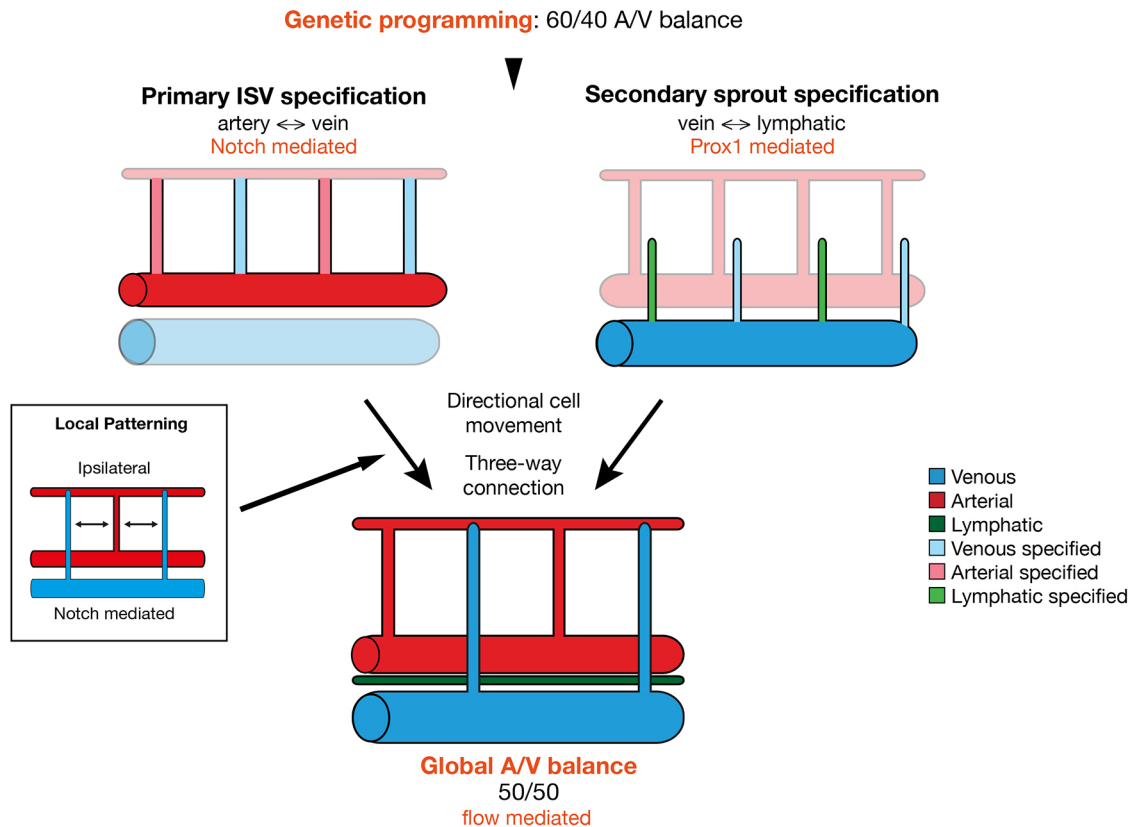 Genetic programming: 60/40 A/V balance
Primary ISV specification
artery <-> vein
Notch mediated
Secondary sprout specification
vein <-> lymphatic
Prox1 mediated
Local Patterning
Ipsilateral
Notch mediated
Directional cell
movement
Three-way
connection
Venous
Arterial
Lymphatic
Venous specified
Arterial specified
Lymphatic specified
Global A/V balance
50/50
flow mediated